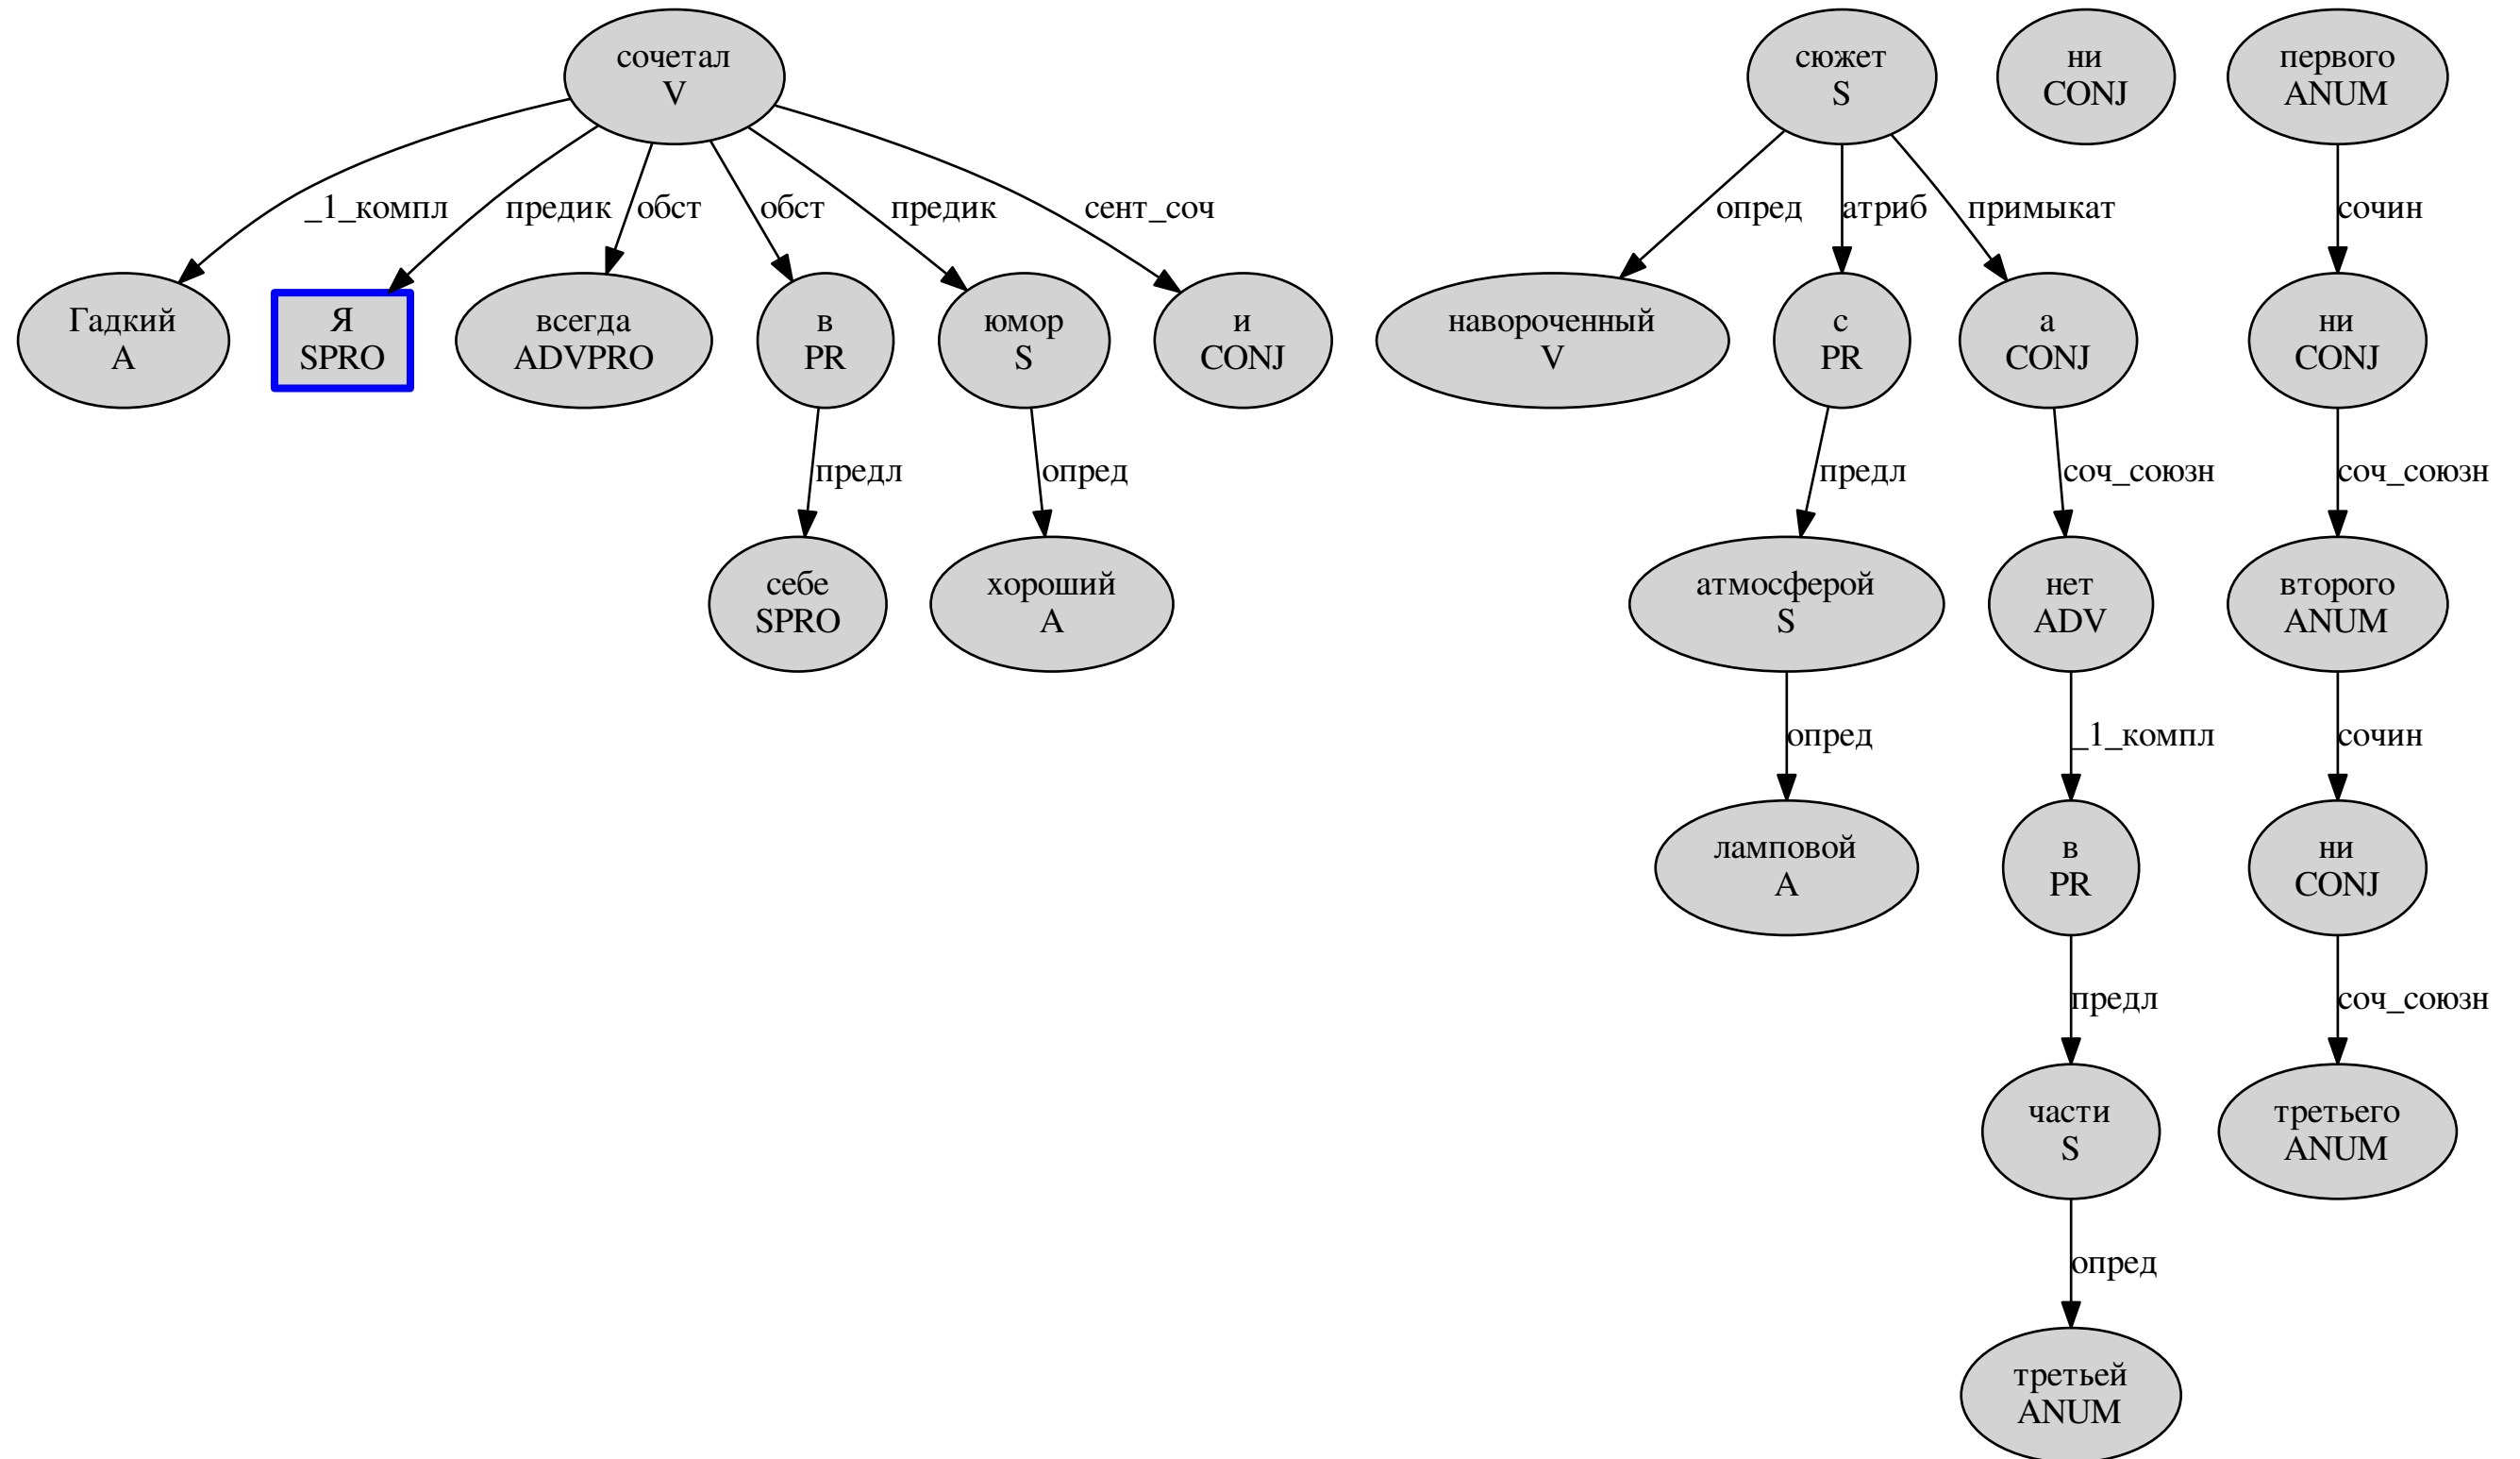 сочетал
V
сюжет
S
ни
CONJ
первого
ANUM
_1_компл
предик
обст
обст
предик
сент_соч
опред
атриб
примыкат
сочин
Гадкий
A
Я
SPRO
всегда
ADVPRO
в
PR
юмор
S
и
CONJ
навороченный
V
с
PR
а
CONJ
ни
CONJ
предл
опред
предл
соч_союзн
соч_союзн
себе
SPRO
хороший
A
атмосферой
S
нет
ADV
второго
ANUM
опред
_1_компл
сочин
ламповой
A
в
PR
ни
CONJ
предл
соч_союзн
части
S
третьего
ANUM
опред
третьей
ANUM